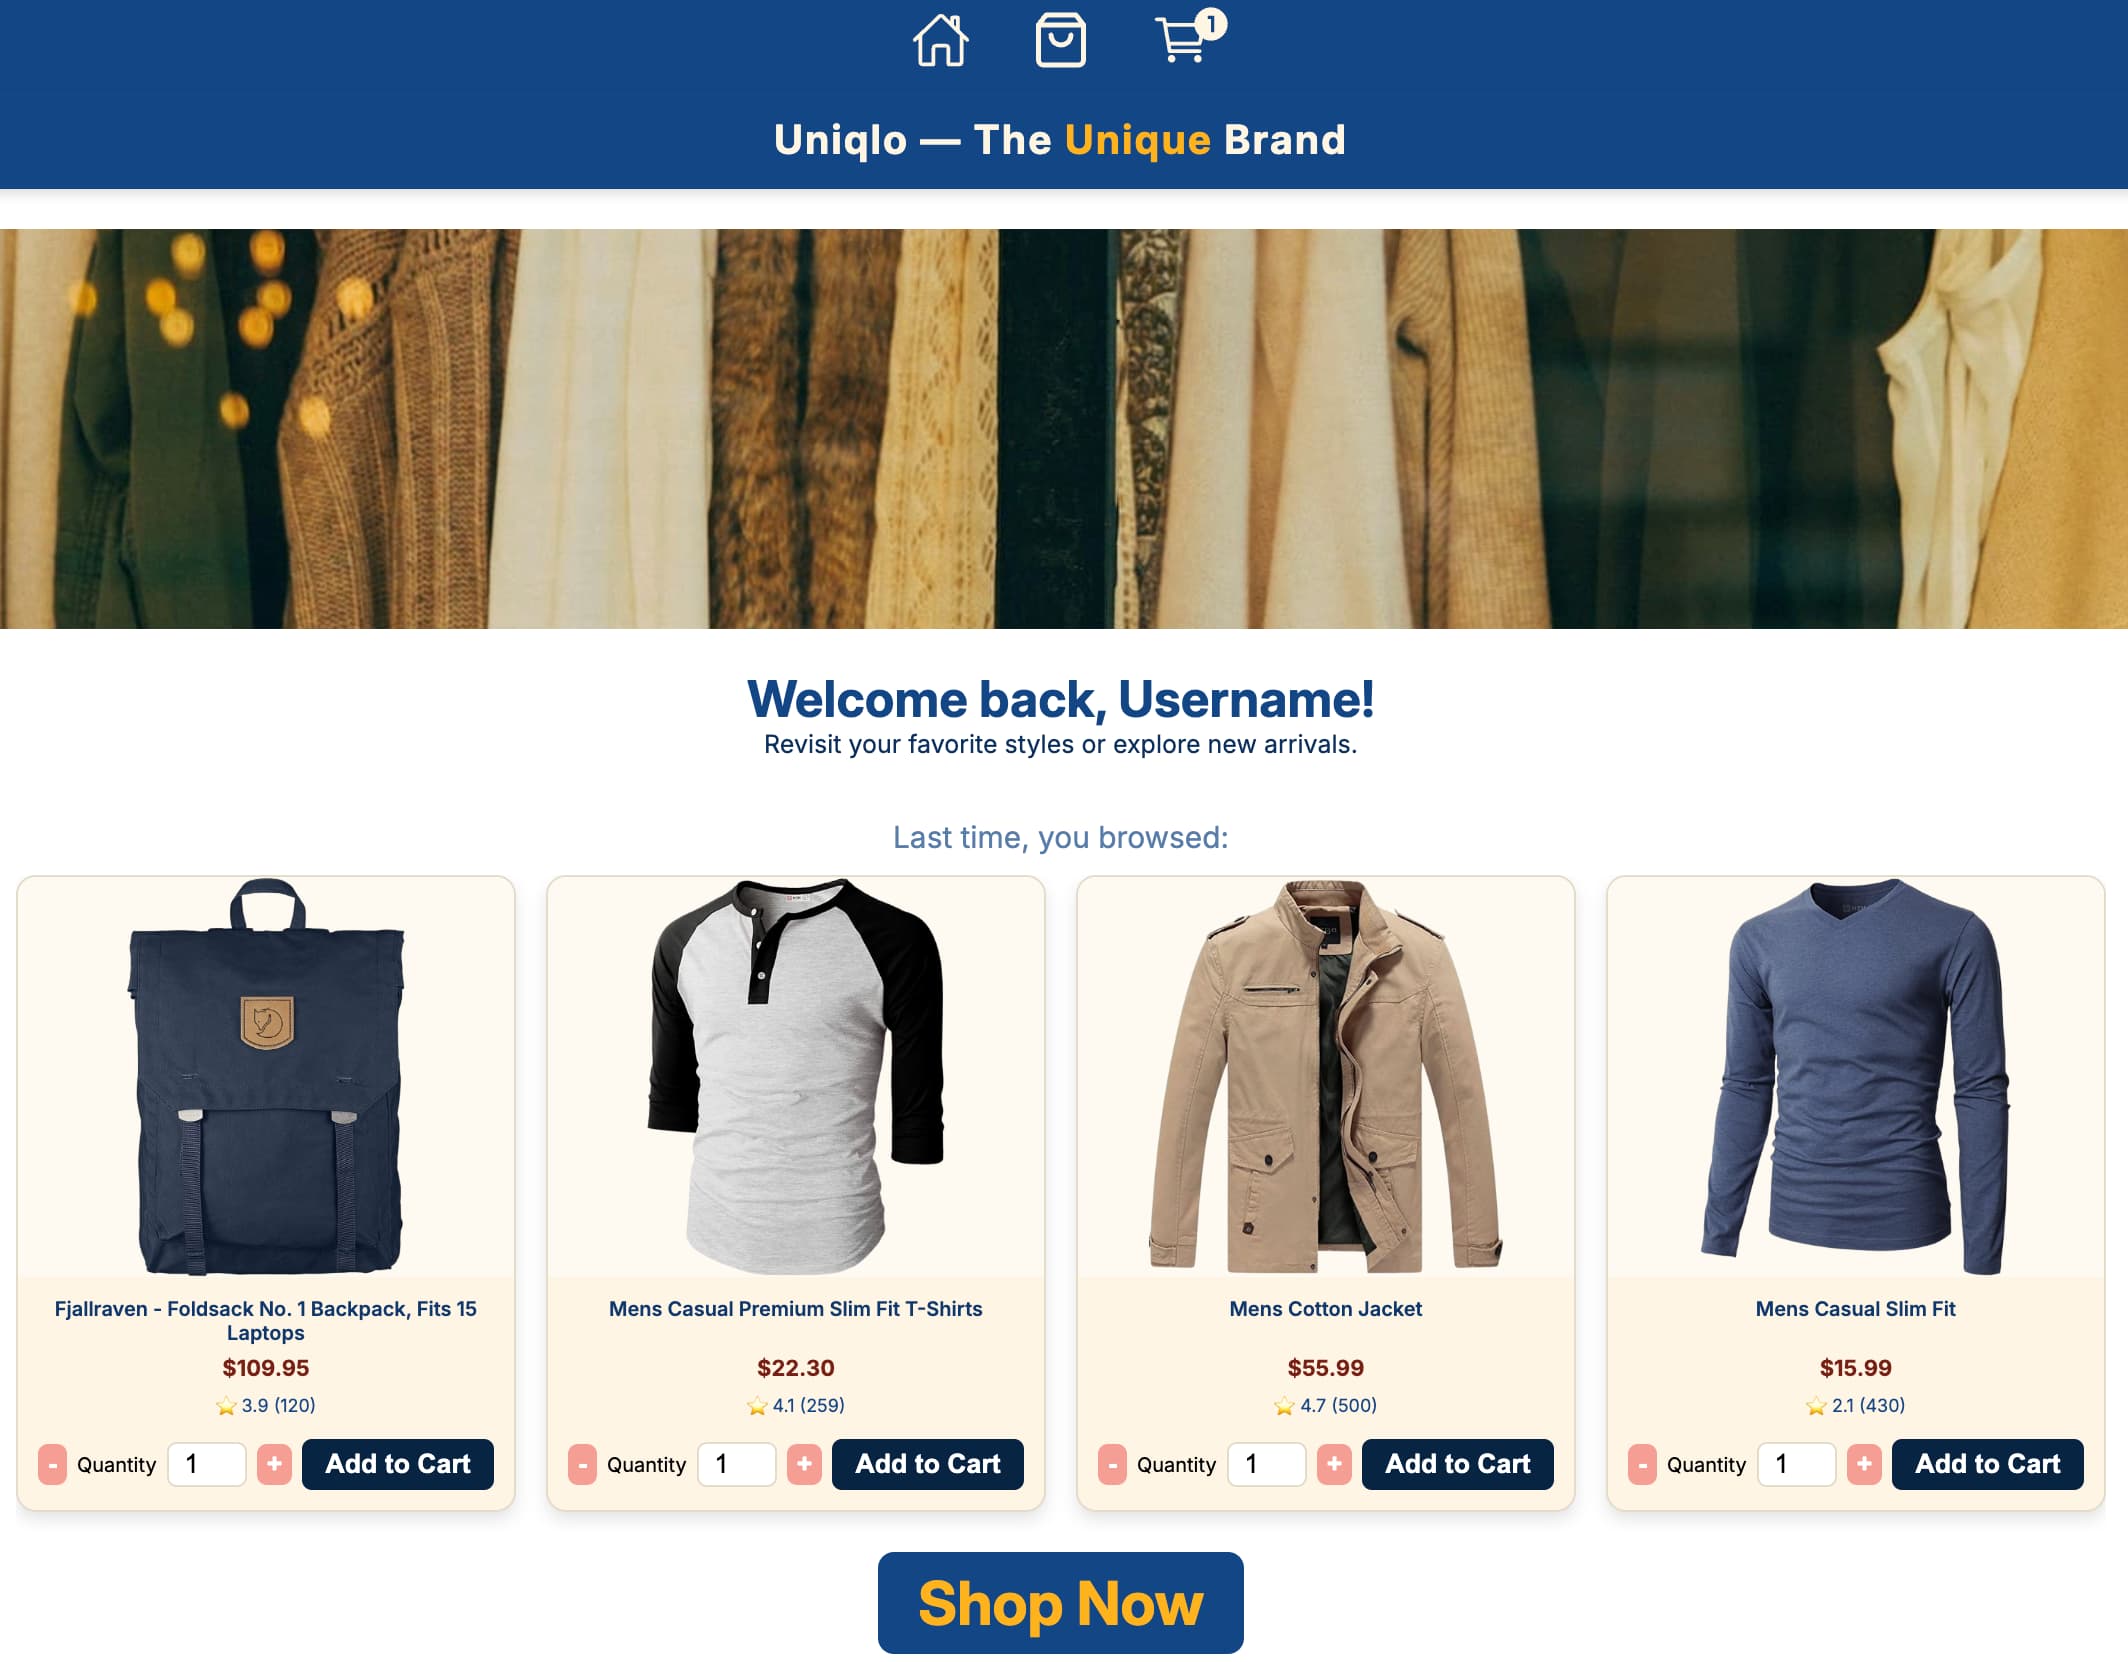 1
Uniqlo — The Unique Brand
Welcome back, Username!
Revisit your favorite styles or explore new arrivals.
Last time, you browsed:
Fjallraven - Foldsack No. 1 Backpack, Fits 15
Laptops
$109.95
3.9 (120)
- Quantity 1 + Add to Cart
Mens Casual Premium Slim Fit T-Shirts
$22.30
4.1 (259)
- Quantity 1 + Add to Cart
Mens Cotton Jacket
$55.99
4.7 (500)
- Quantity 1 + Add to Cart
Mens Casual Slim Fit
$15.99
2.1 (430)
- Quantity 1 + Add to Cart
Shop Now